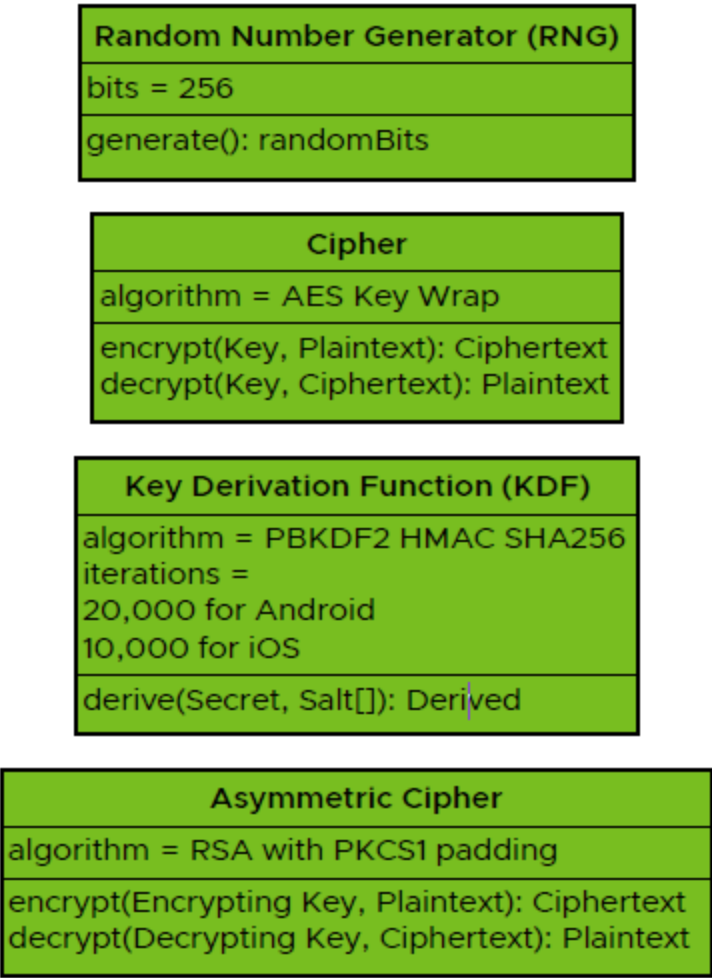 Random Number Generator (RNG)
bits = 256
generate(): randomBits
Cipher
algorithm = AES Key Wrap
encrypt(Key, Plaintext): Ciphertext
decrypt(Key, Ciphertext): Plaintext
Key Derivation Function (KDF)
algorithm = PBKDF2 HMAC SHA256
iterations =
20,000 for Android
10,000 for iOS
derive(Secret, Salt[]): Derived
Asymmetric Cipher
algorithm = RSA with PKCS1 padding
encrypt(Encrypting Key, Plaintext): Ciphertext
decrypt(Decrypting Key, Ciphertext): Plaintext